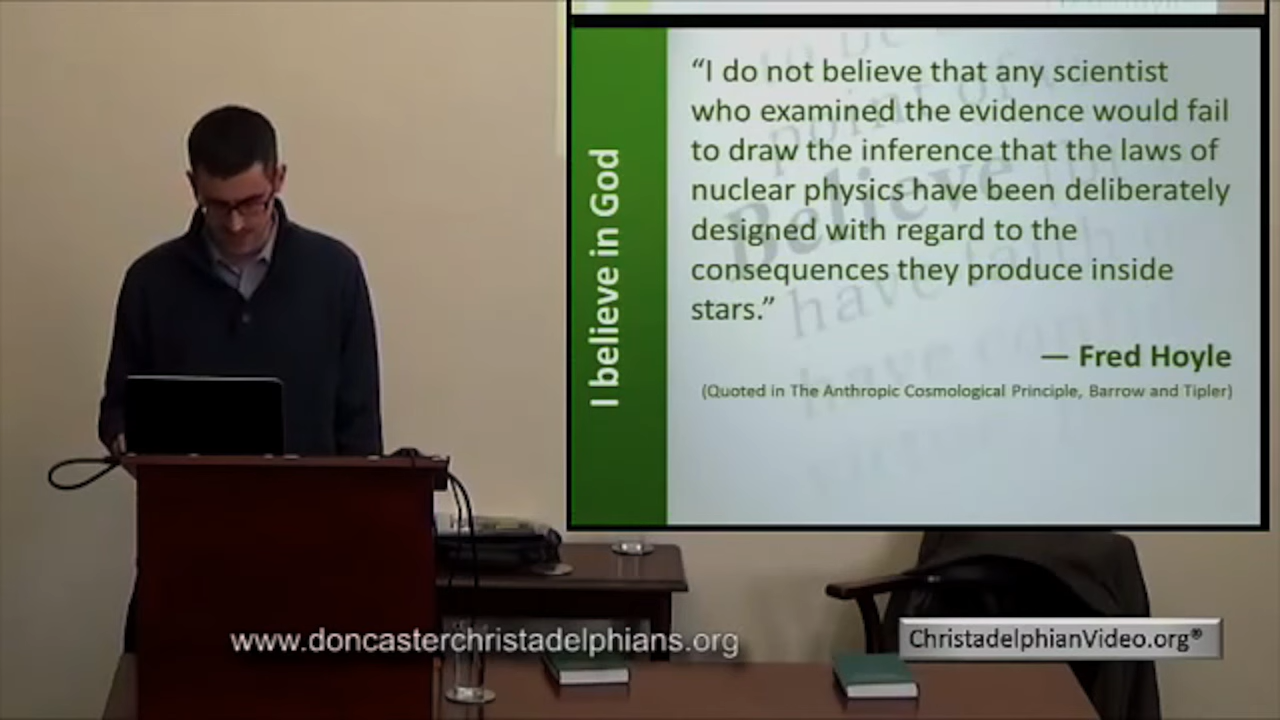 I believe in God
“I do not believe that any scientist
who examined the evidence would fail
to draw the inference that the laws of
nuclear physics have been deliberately
designed with regard to the
consequences they produce inside
stars.”
— Fred Hoyle
(Quoted in The Anthropic Cosmological Principle, Barrow and Tipler)
www.doncasterchristadelphians.org
ChristadelphianVideo.org®